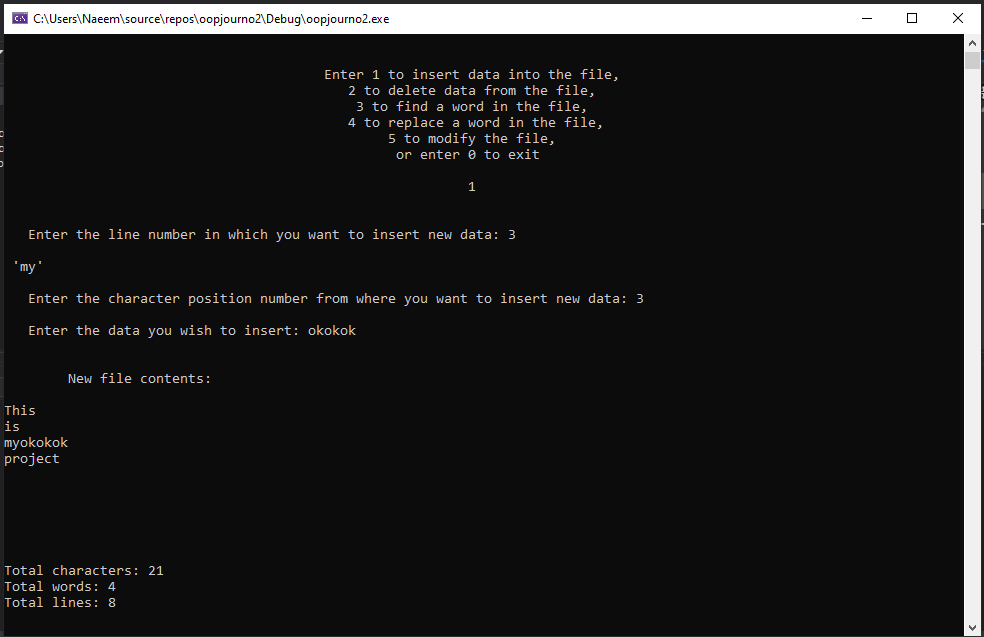 C:\Users\Naeem\source\repos\oopjourno2\Debug\oopjourno2.exe
Enter 1 to insert data into the file,
2 to delete data from the file,
3 to find a word in the file,
4 to replace a word in the file,
5 to modify the file,
or enter 0 to exit
1
Enter the line number in which you want to insert new data: 3
'my'
Enter the character position number from where you want to insert new data: 3
Enter the data you wish to insert: okokok
New file contents:
This
is
myokokok
project
Total characters: 21
Total words: 4
Total lines: 8